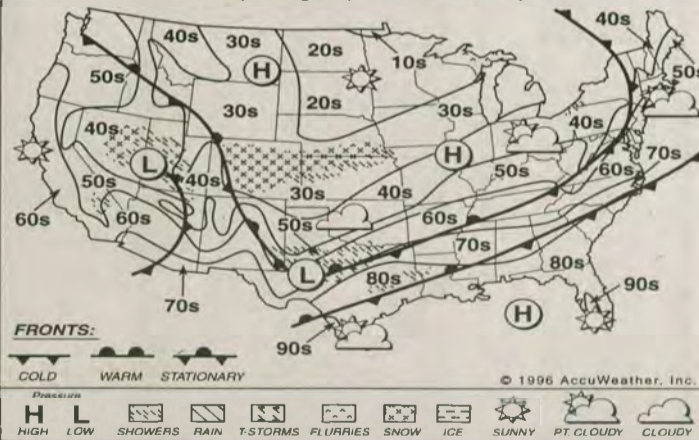 40s
30s
20s
10s
40s
50s
50s
H
30s
20s
30s
40s
L
50s
60s
60s
40s
30s
40s
50s
H
50s
40s
60s
70s
60s
70s
50s
L
80s
70s
80s
90s
H
90s
FRONTS:
COLD WARM STATIONARY
© 1996 AccuWeather, Inc.
Pressure
H L
HIGH LOW SHOWERS RAIN T-STORMS FLURRIES SNOW ICE SUNNY PT. CLOUDY CLOUDY